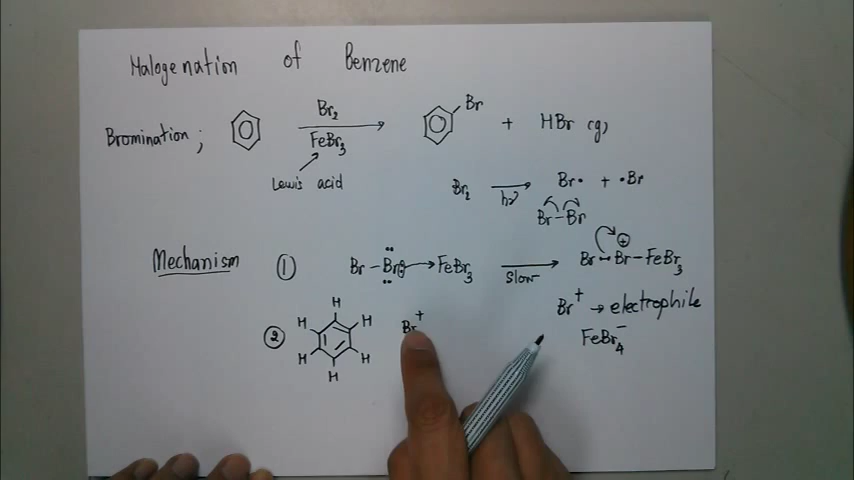 Halogenation of Benzene
Bromination ; Br₂ FeBr₃ → Br + HBr (g)
Lewis acid
Br₂ → hν Br• + •Br
Br-Br
Mechanism ① Br-Br: → FeBr₃ slow → Br-Br-FeBr₃ ⊕
Br⁺ → electrophile
② H H H H H H Br⁺ FeBr₄⁻